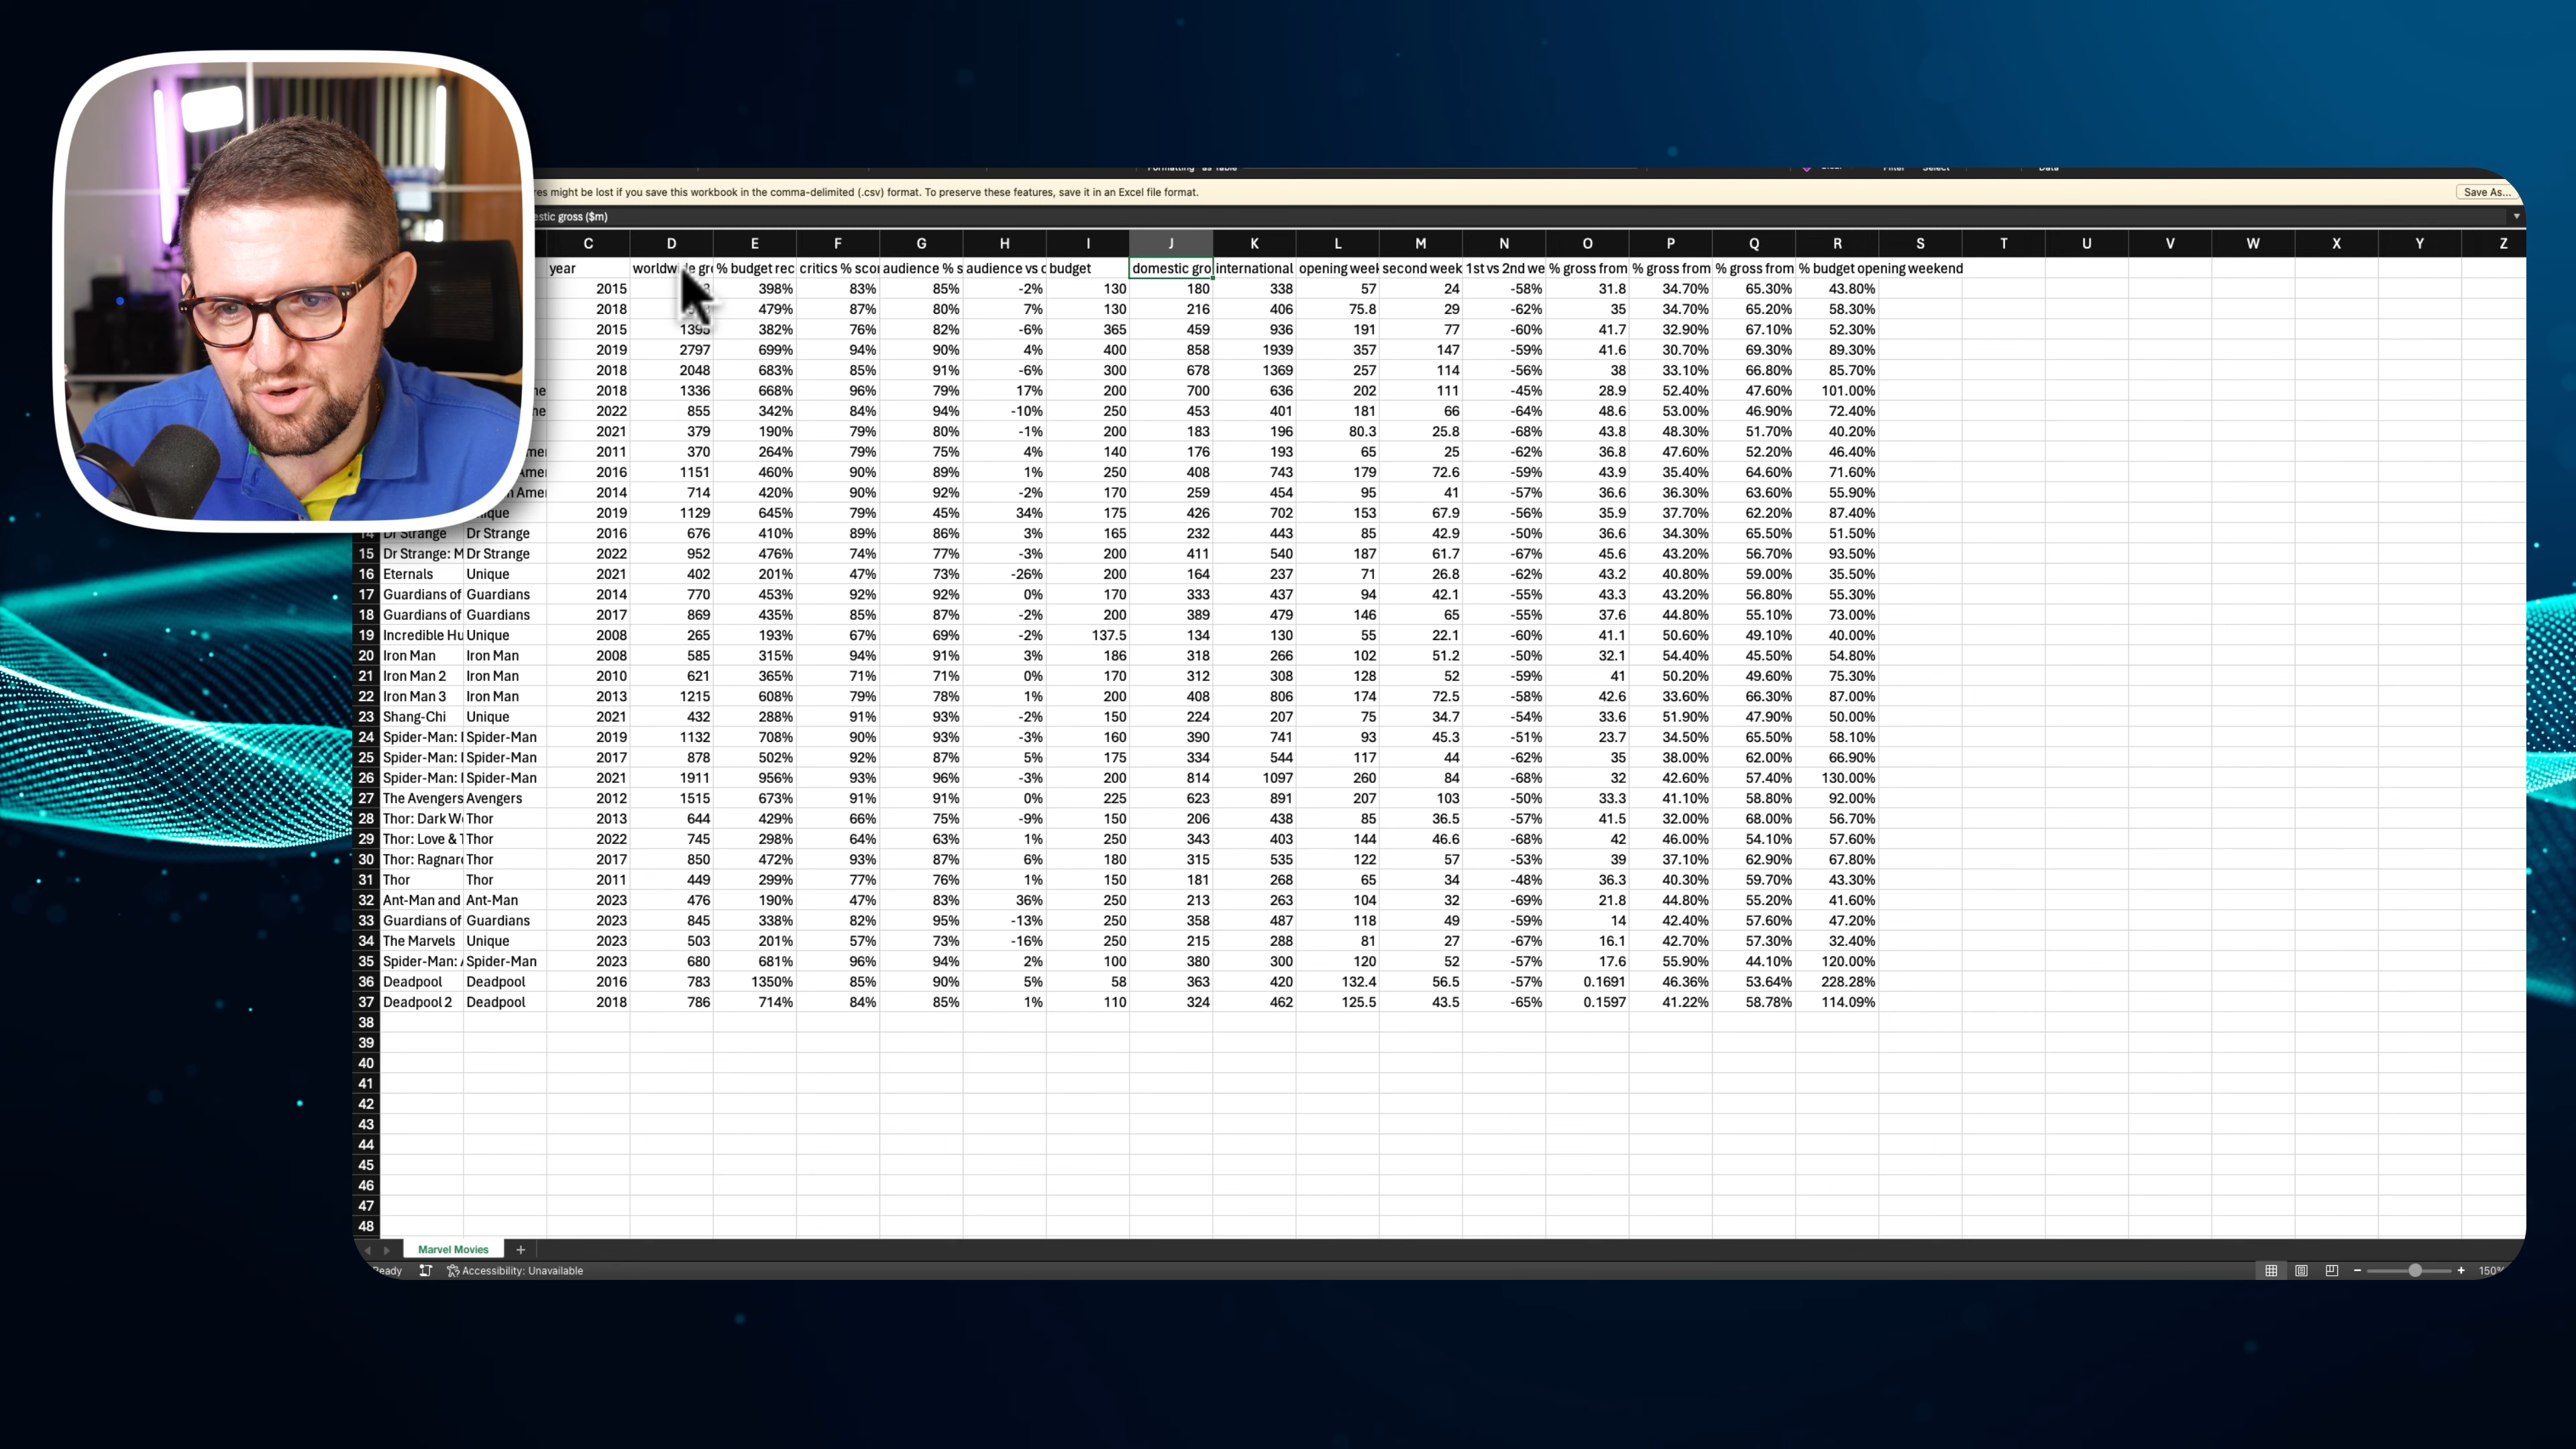 Formatting as Table Clear Filter Select Data
res might be lost if you save this workbook in the comma-delimited (.csv) format. To preserve these features, save it in an Excel file format. Save As...
estic gross ($m)
C D E F G H I J K L M N O P Q R S T U V W X Y Z
year worldwide gr % budget rec critics % scor audience % s audience vs c budget domestic gro international opening week second week 1st vs 2nd we % gross from % gross from % gross from % budget opening weekend
2015 398% 83% 85% -2% 130 180 338 57 24 -58% 31.8 34.70% 65.30% 43.80%
2018 479% 87% 80% 7% 130 216 406 75.8 29 -62% 35 34.70% 65.20% 58.30%
2015 1395 382% 76% 82% -6% 365 459 936 191 77 -60% 41.7 32.90% 67.10% 52.30%
2019 2797 699% 94% 90% 4% 400 858 1939 357 147 -59% 41.6 30.70% 69.30% 89.30%
2018 2048 683% 85% 91% -6% 300 678 1369 257 114 -56% 38 33.10% 66.80% 85.70%
ne 2018 1336 668% 96% 79% 17% 200 700 636 202 111 -45% 28.9 52.40% 47.60% 101.00%
ne 2022 855 342% 84% 94% -10% 250 453 401 181 66 -64% 48.6 53.00% 46.90% 72.40%
2021 379 190% 79% 80% -1% 200 183 196 80.3 25.8 -68% 43.8 48.30% 51.70% 40.20%
mer 2011 370 264% 79% 75% 4% 140 176 193 65 25 -62% 36.8 47.60% 52.20% 46.40%
Amer 2016 1151 460% 90% 89% 1% 250 408 743 179 72.6 -59% 43.9 35.40% 64.60% 71.60%
n Amer 2014 714 420% 90% 92% -2% 170 259 454 95 41 -57% 36.6 36.30% 63.60% 55.90%
ique 2019 1129 645% 79% 45% 34% 175 426 702 153 67.9 -56% 35.9 37.70% 62.20% 87.40%
14 Dr Strange Dr Strange 2016 676 410% 89% 86% 3% 165 232 443 85 42.9 -50% 36.6 34.30% 65.50% 51.50%
15 Dr Strange: M Dr Strange 2022 952 476% 74% 77% -3% 200 411 540 187 61.7 -67% 45.6 43.20% 56.70% 93.50%
16 Eternals Unique 2021 402 201% 47% 73% -26% 200 164 237 71 26.8 -62% 43.2 40.80% 59.00% 35.50%
17 Guardians of Guardians 2014 770 453% 92% 92% 0% 170 333 437 94 42.1 -55% 43.3 43.20% 56.80% 55.30%
18 Guardians of Guardians 2017 869 435% 85% 87% -2% 200 389 479 146 65 -55% 37.6 44.80% 55.10% 73.00%
19 Incredible Hu Unique 2008 265 193% 67% 69% -2% 137.5 134 130 55 22.1 -60% 41.1 50.60% 49.10% 40.00%
20 Iron Man Iron Man 2008 585 315% 94% 91% 3% 186 318 266 102 51.2 -50% 32.1 54.40% 45.50% 54.80%
21 Iron Man 2 Iron Man 2010 621 365% 71% 71% 0% 170 312 308 128 52 -59% 41 50.20% 49.60% 75.30%
22 Iron Man 3 Iron Man 2013 1215 608% 79% 78% 1% 200 408 806 174 72.5 -58% 42.6 33.60% 66.30% 87.00%
23 Shang-Chi Unique 2021 432 288% 91% 93% -2% 150 224 207 75 34.7 -54% 33.6 51.90% 47.90% 50.00%
24 Spider-Man: Spider-Man 2019 1132 708% 90% 93% -3% 160 390 741 93 45.3 -51% 23.7 34.50% 65.50% 58.10%
25 Spider-Man: Spider-Man 2017 878 502% 92% 87% 5% 175 334 544 117 44 -62% 35 38.00% 62.00% 66.90%
26 Spider-Man: Spider-Man 2021 1911 956% 93% 96% -3% 200 814 1097 260 84 -68% 32 42.60% 57.40% 130.00%
27 The Avengers Avengers 2012 1515 673% 91% 91% 0% 225 623 891 207 103 -50% 33.3 41.10% 58.80% 92.00%
28 Thor: Dark W Thor 2013 644 429% 66% 75% -9% 150 206 438 85 36.5 -57% 41.5 32.00% 68.00% 56.70%
29 Thor: Love & T Thor 2022 745 298% 64% 63% 1% 250 343 403 144 46.6 -68% 42 46.00% 54.10% 57.60%
30 Thor: Ragnaro Thor 2017 850 472% 93% 87% 6% 180 315 535 122 57 -53% 39 37.10% 62.90% 67.80%
31 Thor Thor 2011 449 299% 77% 76% 1% 150 181 268 65 34 -48% 36.3 40.30% 59.70% 43.30%
32 Ant-Man and Ant-Man 2023 476 190% 47% 83% 36% 250 213 263 104 32 -69% 21.8 44.80% 55.20% 41.60%
33 Guardians of Guardians 2023 845 338% 82% 95% -13% 250 358 487 118 49 -59% 14 42.40% 57.60% 47.20%
34 The Marvels Unique 2023 503 201% 57% 73% -16% 250 215 288 81 27 -67% 16.1 42.70% 57.30% 32.40%
35 Spider-Man: A Spider-Man 2023 680 681% 96% 94% 2% 100 380 300 120 52 -57% 17.6 55.90% 44.10% 120.00%
36 Deadpool Deadpool 2016 783 1350% 85% 90% 5% 58 363 420 132.4 56.5 -57% 0.1691 46.36% 53.64% 228.28%
37 Deadpool 2 Deadpool 2018 786 714% 84% 85% 1% 110 324 462 125.5 43.5 -65% 0.1597 41.22% 58.78% 114.09%
38
39
40
41
42
43
44
45
46
47
48
Marvel Movies +
Ready Accessibility: Unavailable 150%